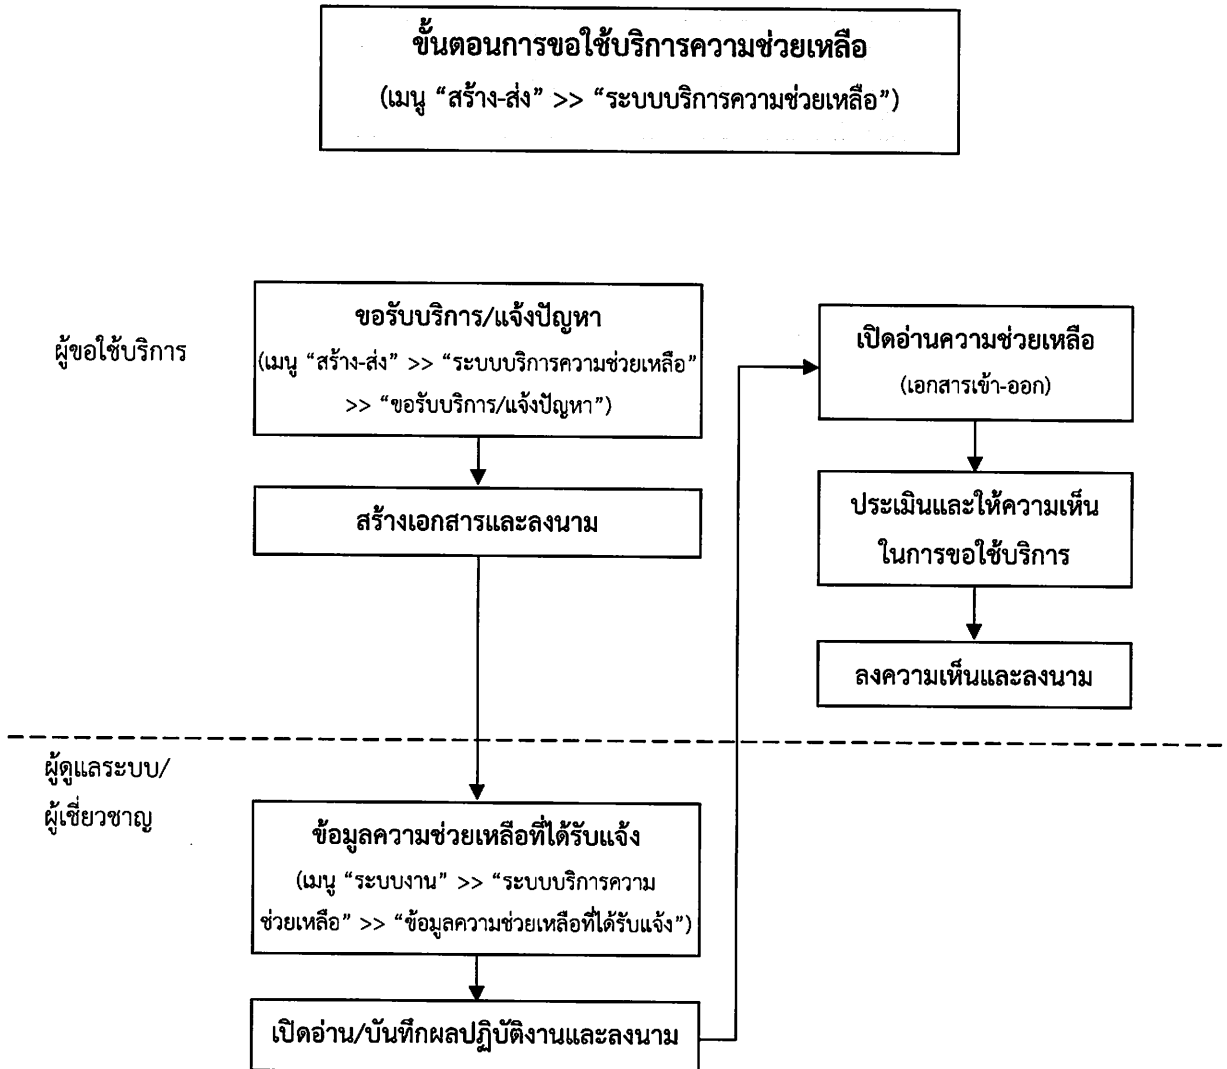 ขั้นตอนการขอใช้บริการความช่วยเหลือ
(เมนู “สร้าง-ส่ง” >> “ระบบบริการความช่วยเหลือ”)
ผู้ขอใช้บริการ
ขอรับบริการ/แจ้งปัญหา
(เมนู “สร้าง-ส่ง” >> “ระบบบริการความช่วยเหลือ”
>> “ขอรับบริการ/แจ้งปัญหา”)
สร้างเอกสารและลงนาม
เปิดอ่านความช่วยเหลือ
(เอกสารเข้า-ออก)
ประเมินและให้ความเห็น
ในการขอใช้บริการ
ลงความเห็นและลงนาม
ผู้ดูแลระบบ/
ผู้เชี่ยวชาญ
ข้อมูลความช่วยเหลือที่ได้รับแจ้ง
(เมนู “ระบบงาน” >> “ระบบบริการความ
ช่วยเหลือ” >> “ข้อมูลความช่วยเหลือที่ได้รับแจ้ง”)
เปิดอ่าน/บันทึกผลปฏิบัติงานและลงนาม